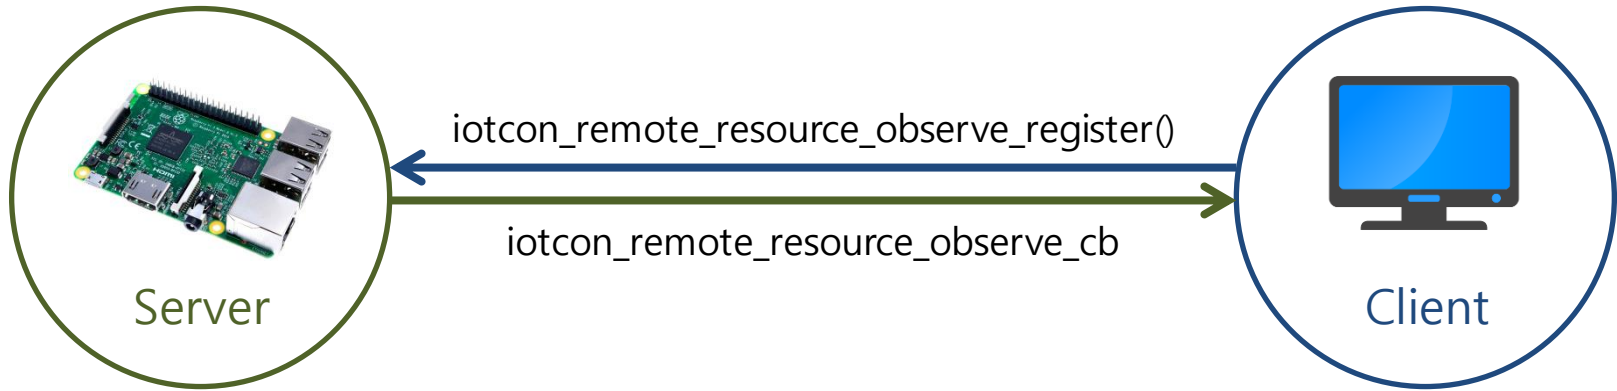 iotcon_remote_resource_observe_register()
iotcon_remote_resource_observe_cb
Server
Client